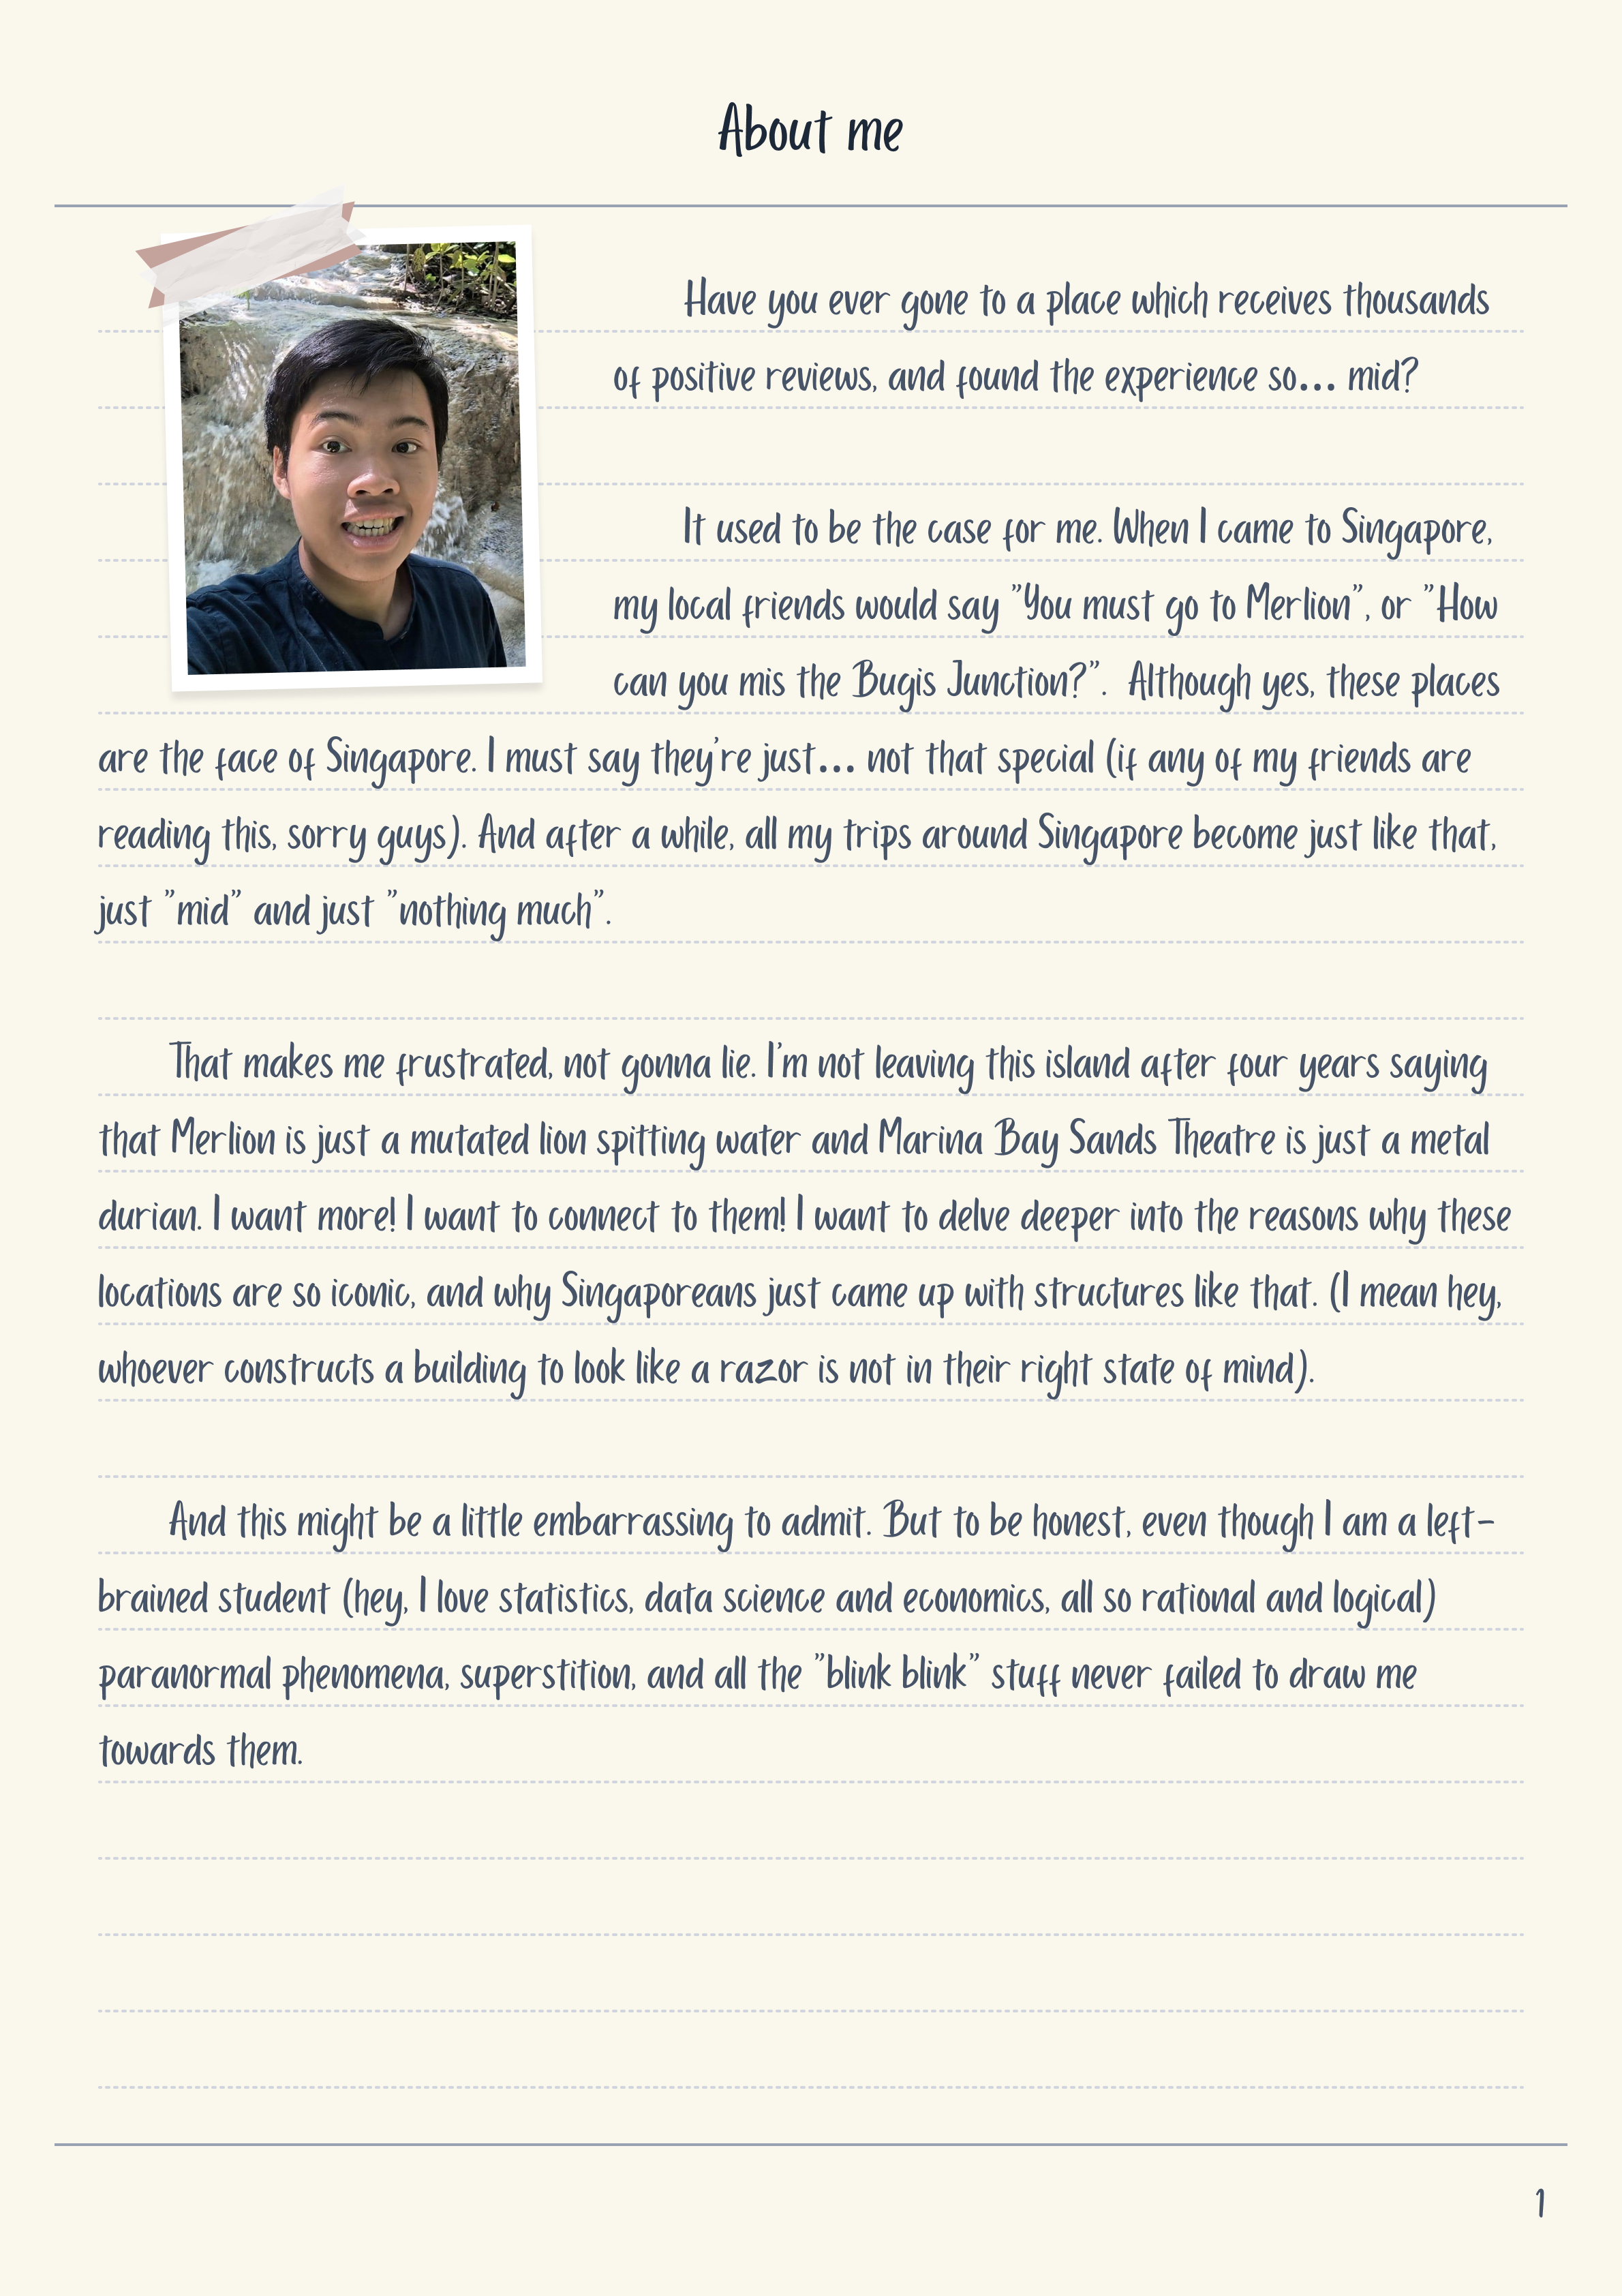 About me
Have you ever gone to a place which receives thousands
of positive reviews, and found the experience so... mid?
It used to be the case for me. When I came to Singapore,
my local friends would say "You must go to Merlion", or "How
can you mis the Bugis Junction?". Although yes, these places
are the face of Singapore. I must say they're just... not that special (if any of my friends are
reading this, sorry guys). And after a while, all my trips around Singapore become just like that,
just "mid" and just "nothing much".
That makes me frustrated, not gonna lie. I'm not leaving this island after four years saying
that Merlion is just a mutated lion spitting water and Marina Bay Sands Theatre is just a metal
durian. I want more! I want to connect to them! I want to delve deeper into the reasons why these
locations are so iconic, and why Singaporeans just came up with structures like that. (I mean hey,
whoever constructs a building to look like a razor is not in their right state of mind).
And this might be a little embarrassing to admit. But to be honest, even though I am a left-
brained student (hey, I love statistics, data science and economics, all so rational and logical)
paranormal phenomena, superstition, and all the "blink blink" stuff never failed to draw me
towards them.
1